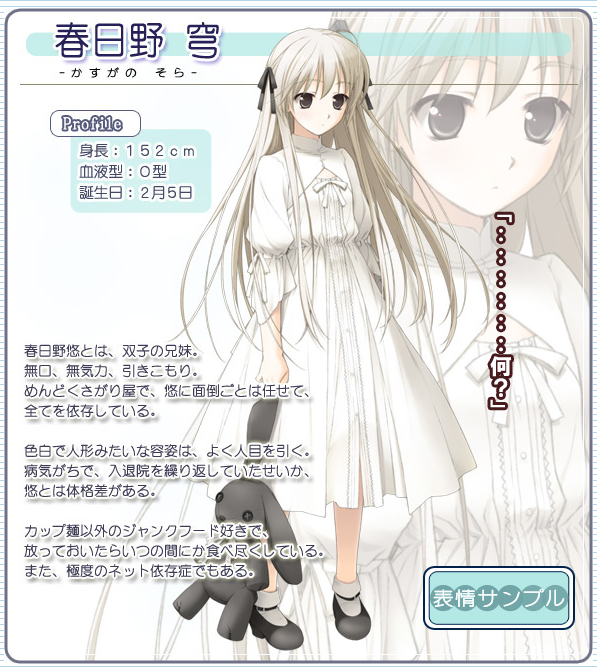 春日野 穹
-かすがの そら-
Profile
身長：１５２ｃｍ
血液型：Ｏ型
誕生日：２月５日
『………………何？』
春日野悠とは、双子の兄妹。
無口、無気力、引きこもり。
めんどくさがり屋で、悠に面倒ごとは任せて、
全てを依存している。
色白で人形みたいな容姿は、よく人目を引く。
病気がちで、入退院を繰り返していたせいか、
悠とは体格差がある。
カップ麺以外のジャンクフード好きで、
放っておいたらいつの間にか食べ尽くしている。
また、極度のネット依存症でもある。
表情サンプル